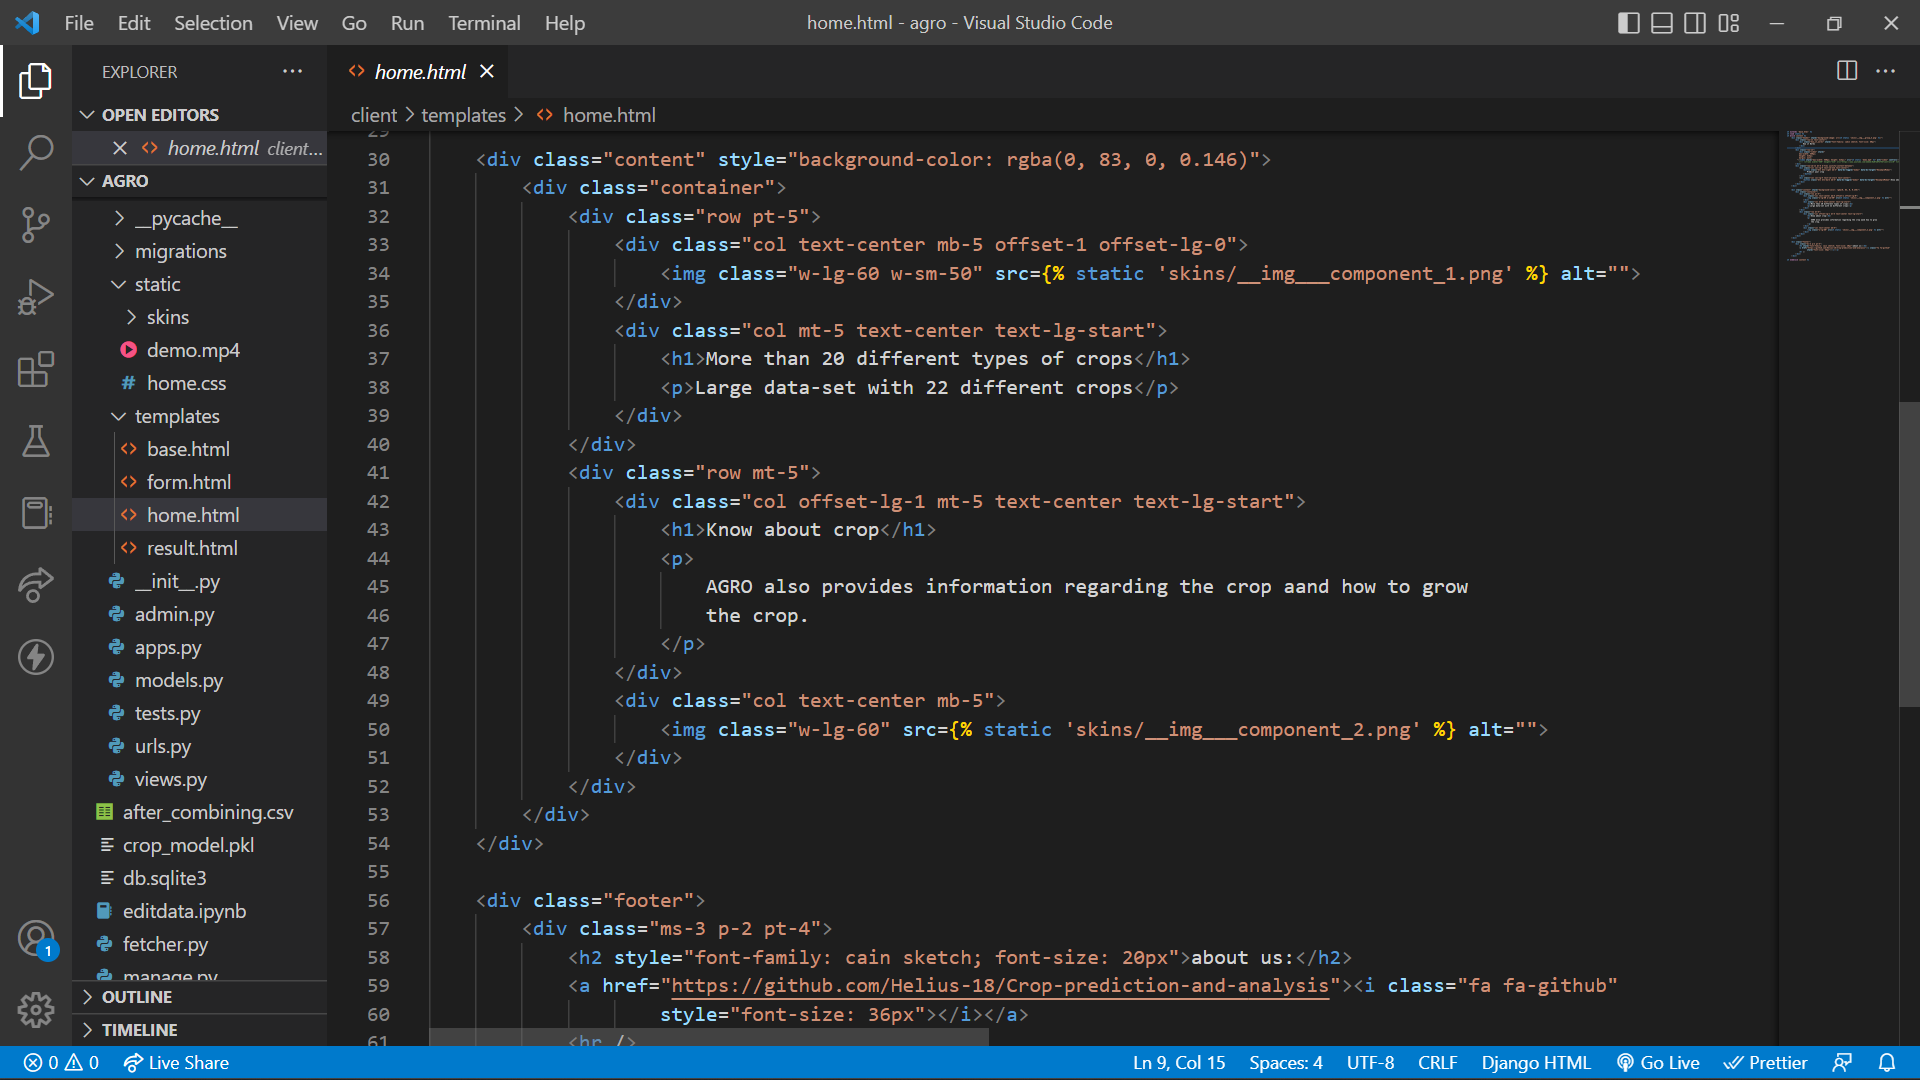 File Edit Selection View Go Run Terminal Help
home.html - agro - Visual Studio Code
EXPLORER
OPEN EDITORS
home.html client...
AGRO
__pycache__
migrations
static
skins
demo.mp4
home.css
templates
base.html
form.html
home.html
result.html
__init__.py
admin.py
apps.py
models.py
tests.py
urls.py
views.py
after_combining.csv
crop_model.pkl
db.sqlite3
editdata.ipynb
fetcher.py
manage.py
OUTLINE
TIMELINE
1
home.html
client > templates > home.html
29
30 <div class="content" style="background-color: rgba(0, 83, 0, 0.146)">
31 <div class="container">
32 <div class="row pt-5">
33 <div class="col text-center mb-5 offset-1 offset-lg-0">
34 <img class="w-lg-60 w-sm-50" src={% static 'skins/__img___component_1.png' %} alt="">
35 </div>
36 <div class="col mt-5 text-center text-lg-start">
37 <h1>More than 20 different types of crops</h1>
38 <p>Large data-set with 22 different crops</p>
39 </div>
40 </div>
41 <div class="row mt-5">
42 <div class="col offset-lg-1 mt-5 text-center text-lg-start">
43 <h1>Know about crop</h1>
44 <p>
45 AGRO also provides information regarding the crop aand how to grow
46 the crop.
47 </p>
48 </div>
49 <div class="col text-center mb-5">
50 <img class="w-lg-60" src={% static 'skins/__img___component_2.png' %} alt="">
51 </div>
52 </div>
53 </div>
54 </div>
55
56 <div class="footer">
57 <div class="ms-3 p-2 pt-4">
58 <h2 style="font-family: cain sketch; font-size: 20px">about us:</h2>
59 <a href="https://github.com/Helius-18/Crop-prediction-and-analysis"><i class="fa fa-github"
60 style="font-size: 36px"></i></a>
61 <hr />
0 0 Live Share
Ln 9, Col 15 Spaces: 4 UTF-8 CRLF Django HTML Go Live Prettier